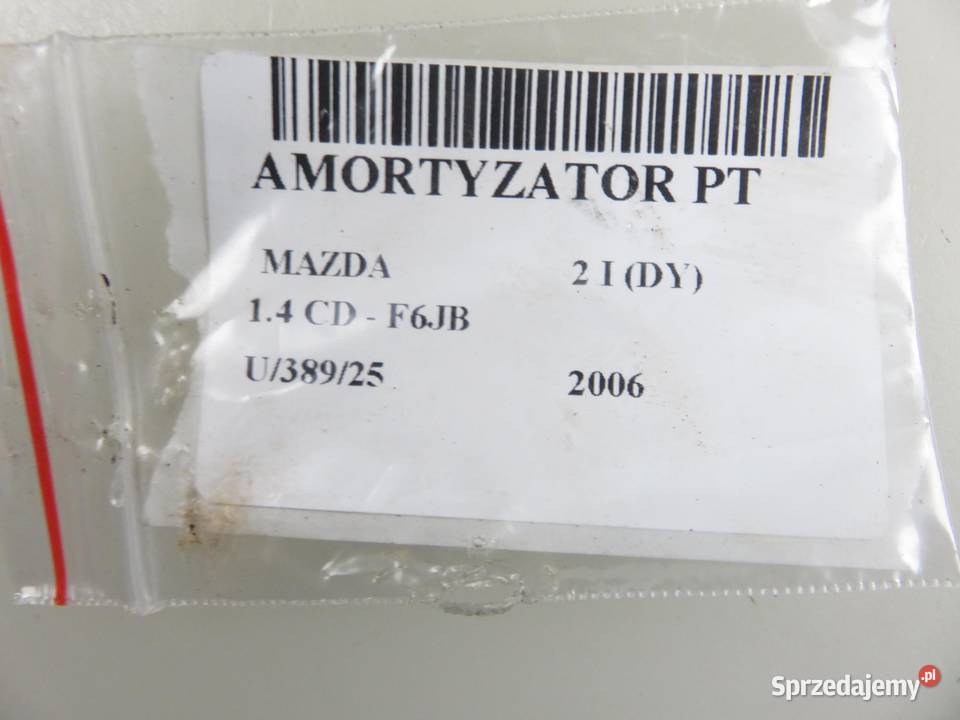 AMORTYZATOR PT
MAZDA 2 I (DY)
1.4 CD - F6JB
U/389/25 2006
Sprzedajemy.pl